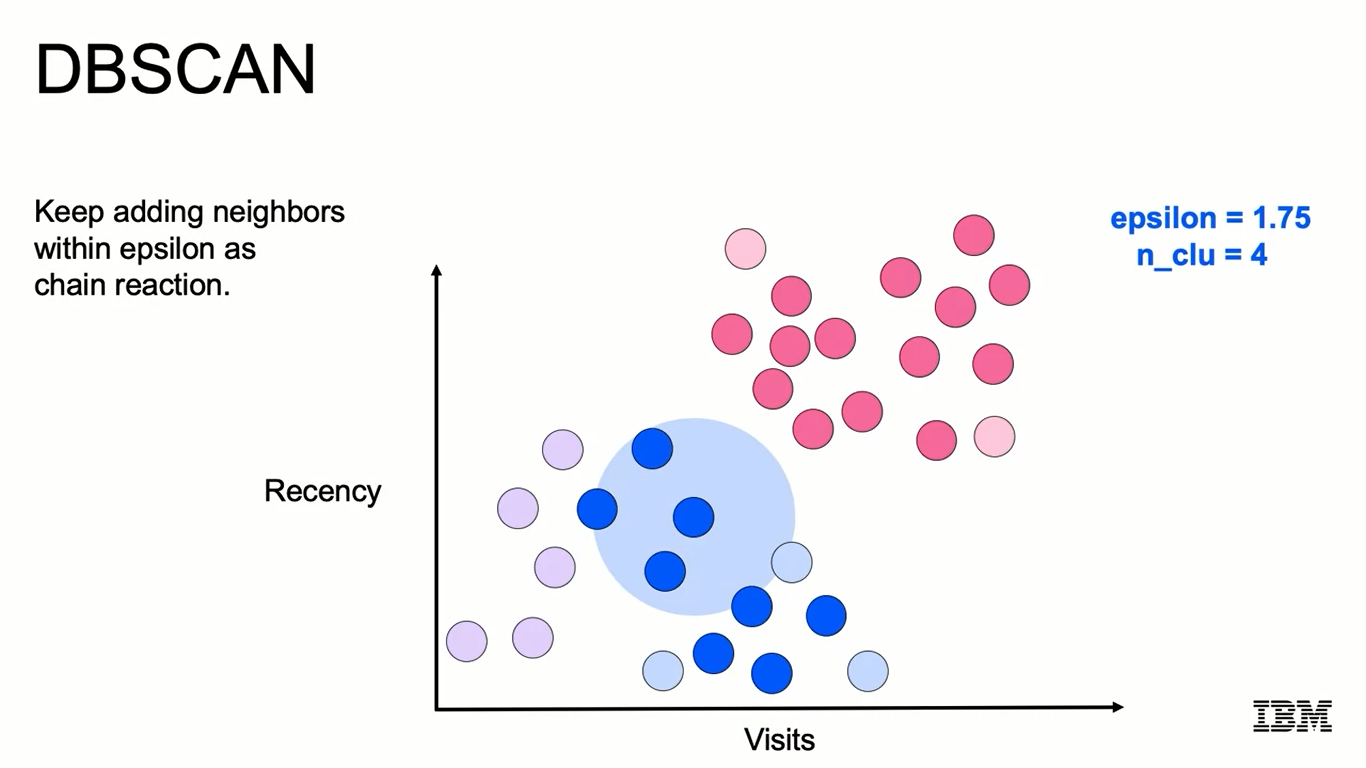 DBSCAN
Keep adding neighbors
within epsilon as
chain reaction.
epsilon = 1.75
n_clu = 4
Recency
Visits
IBM